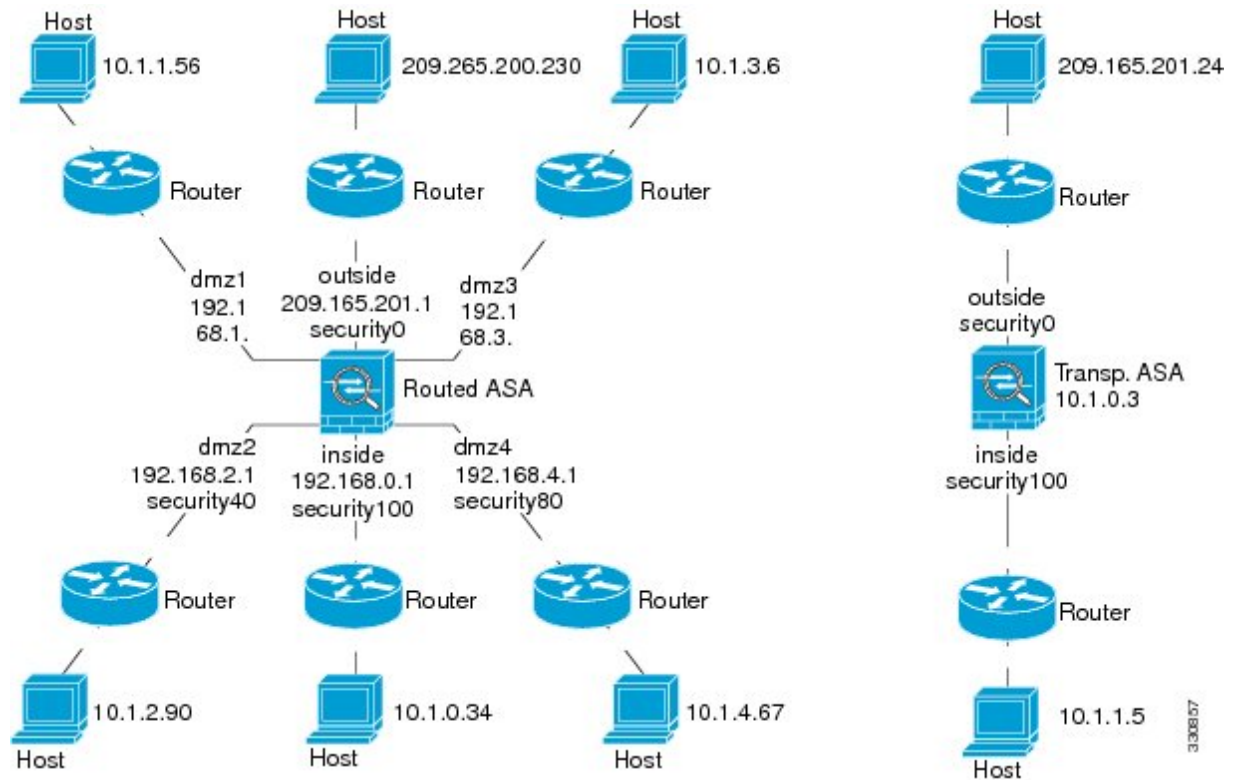 Host
10.1.1.56
Host
209.265.200.230
Host
10.1.3.6
Host
209.165.201.24
Router
Router
Router
Router
dmz1
192.1
68.1.
outside
209.165.201.1
security0
dmz3
192.1
68.3.
outside
security0
Routed ASA
Transp. ASA
10.1.0.3
dmz2
192.168.2.1
security40
inside
192.168.0.1
security100
dmz4
192.168.4.1
security80
inside
security100
Router
Router
Router
Router
10.1.2.90
Host
10.1.0.34
Host
10.1.4.67
Host
10.1.1.5
Host
330857